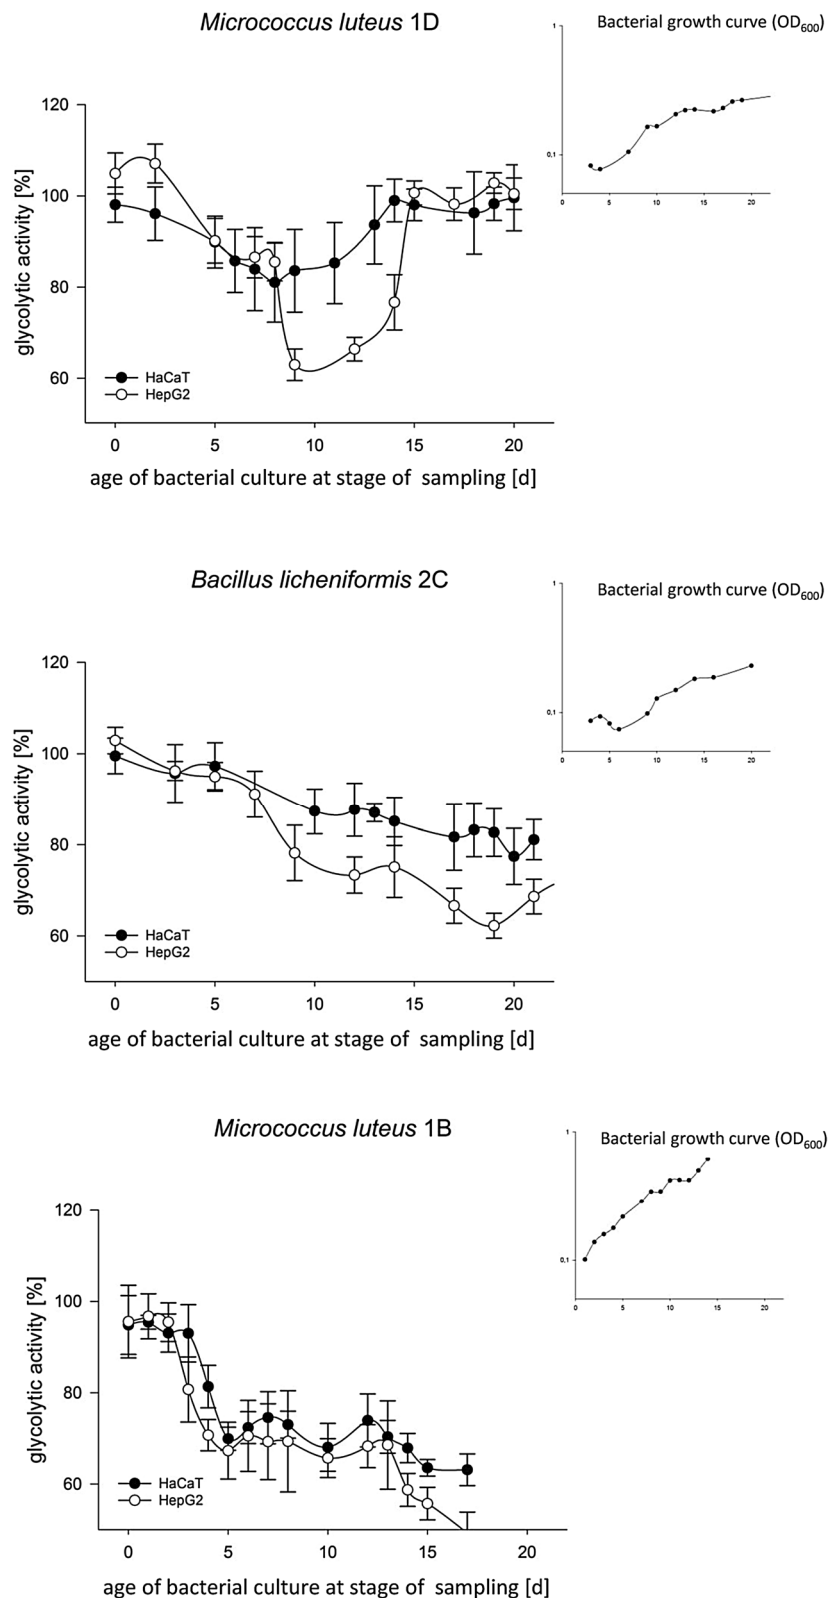 Micrococcus luteus 1D
Bacterial growth curve (OD600)
1
0,1
0 5 10 15 20
glycolytic activity [%]
120
100
80
60
HaCaT
HepG2
0 5 10 15 20
age of bacterial culture at stage of sampling [d]
Bacillus licheniformis 2C
Bacterial growth curve (OD600)
1
0,1
0 5 10 15 20
glycolytic activity [%]
120
100
80
60
HaCaT
HepG2
0 5 10 15 20
age of bacterial culture at stage of sampling [d]
Micrococcus luteus 1B
Bacterial growth curve (OD600)
1
0,1
0 5 10 15 20
glycolytic activity [%]
120
100
80
60
HaCaT
HepG2
0 5 10 15 20
age of bacterial culture at stage of sampling [d]